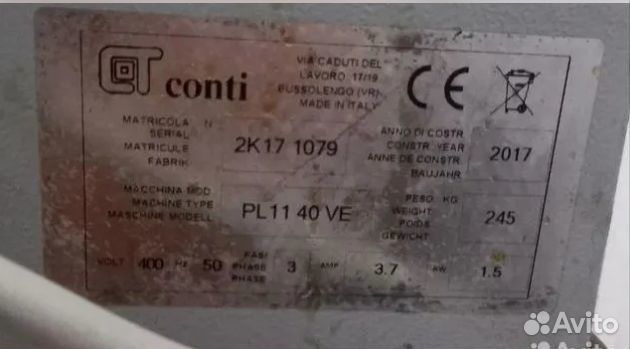 CT conti
VIA CADUTI DEL
LAVORO 17/19
BUSSOLENGO (VR)
MADE IN ITALY
CE
MATRICOLA N
SERIAL
MATRICULE
FABRIK
2K17 1079
ANNO DI COSTR
CONSTR YEAR
ANNE DE CONSTR
BAUJAHR
2017
MACCHINA MOD
MACHINE TYPE
MASCHINE MODELL
PL11 40 VE
PESO KG
WEIGHT
POIDS
GEWICHT
245
VOLT 400 HZ 50
FASI
PHASE
PHASE
3 AMP 3.7 KW 1.5
Avito
Avito